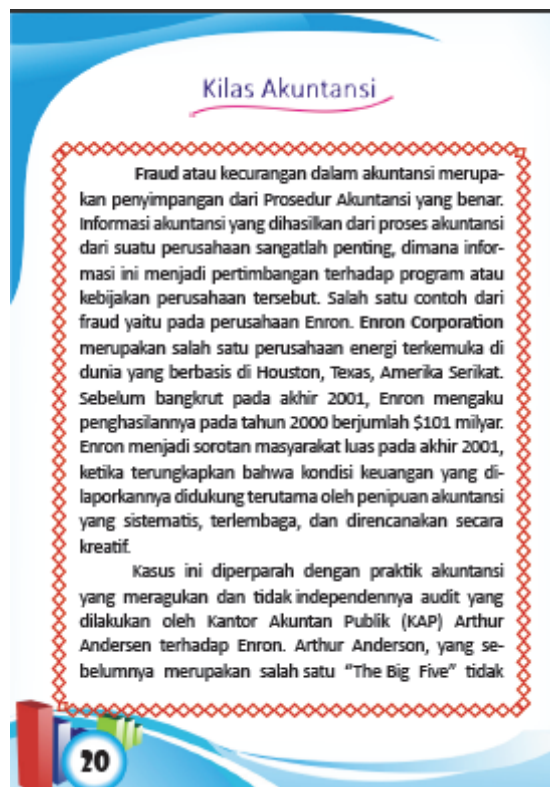 Kilas Akuntansi
Fraud atau kecurangan dalam akuntansi merupa-
kan penyimpangan dari Prosedur Akuntansi yang benar.
Informasi akuntansi yang dihasilkan dari proses akuntansi
dari suatu perusahaan sangatlah penting, dimana infor-
masi ini menjadi pertimbangan terhadap program atau
kebijakan perusahaan tersebut. Salah satu contoh dari
fraud yaitu pada perusahaan Enron. Enron Corporation
merupakan salah satu perusahaan energi terkemuka di
dunia yang berbasis di Houston, Texas, Amerika Serikat.
Sebelum bangkrut pada akhir 2001, Enron mengaku
penghasilannya pada tahun 2000 berjumlah $101 milyar.
Enron menjadi sorotan masyarakat luas pada akhir 2001,
ketika terungkapkan bahwa kondisi keuangan yang di-
laporkannya didukung terutama oleh penipuan akuntansi
yang sistematis, terlembaga, dan direncanakan secara
kreatif.
Kasus ini diperparah dengan praktik akuntansi
yang meragukan dan tidak independennya audit yang
dilakukan oleh Kantor Akuntan Publik (KAP) Arthur
Andersen terhadap Enron. Arthur Anderson, yang se-
belumnya merupakan salah satu “The Big Five” tidak
20